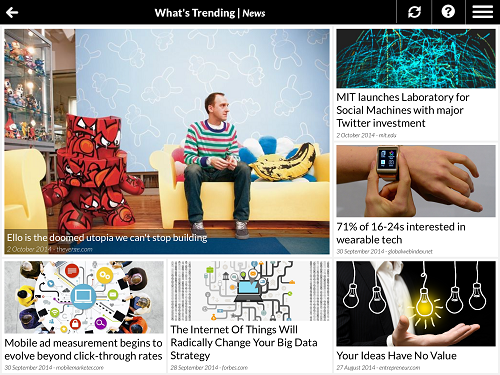 What's Trending | News
Ello is the doomed utopia we can't stop building
2 October 2014 - theverge.com
MIT launches Laboratory for
Social Machines with major
Twitter investment
2 October 2014 - mit.edu
71% of 16-24s interested in
wearable tech
30 September 2014 - globalwebindex.net
Mobile ad measurement begins to
evolve beyond click-through rates
30 September 2014 - mobilemarketer.com
The Internet Of Things Will
Radically Change Your Big Data
Strategy
28 September 2014 - forbes.com
Your Ideas Have No Value
27 August 2014 - entrepreneur.com